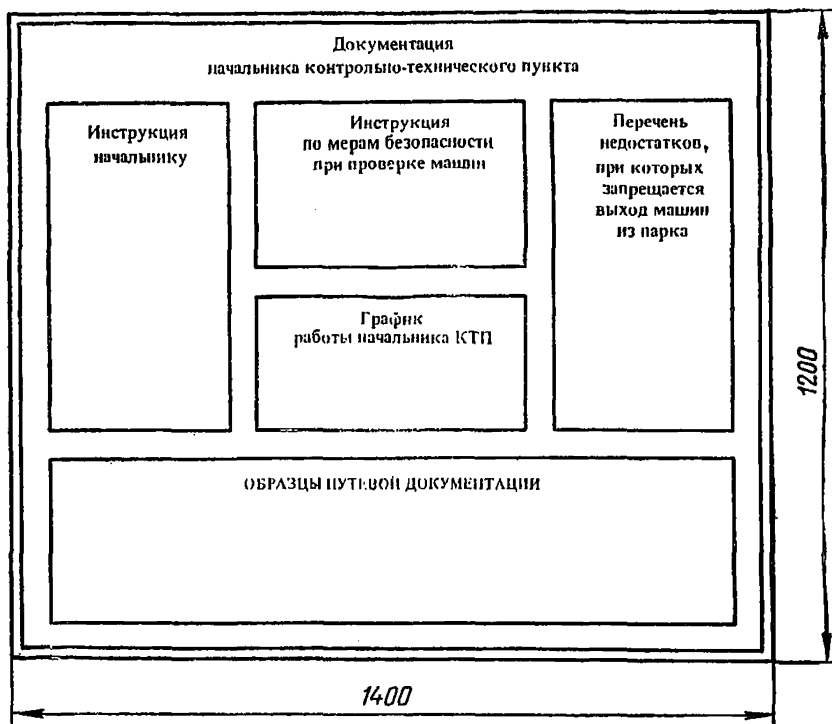 Документация
начальника контрольно-технического пункта
Инструкция
начальнику
Инструкция
по мерам безопасности
при проверке машин
Перечень
недостатков,
при которых
запрещается
выход машин
из парка
График
работы начальника КТП
ОБРАЗЦЫ ПУТЕВОЙ ДОКУМЕНТАЦИИ
1200
1400